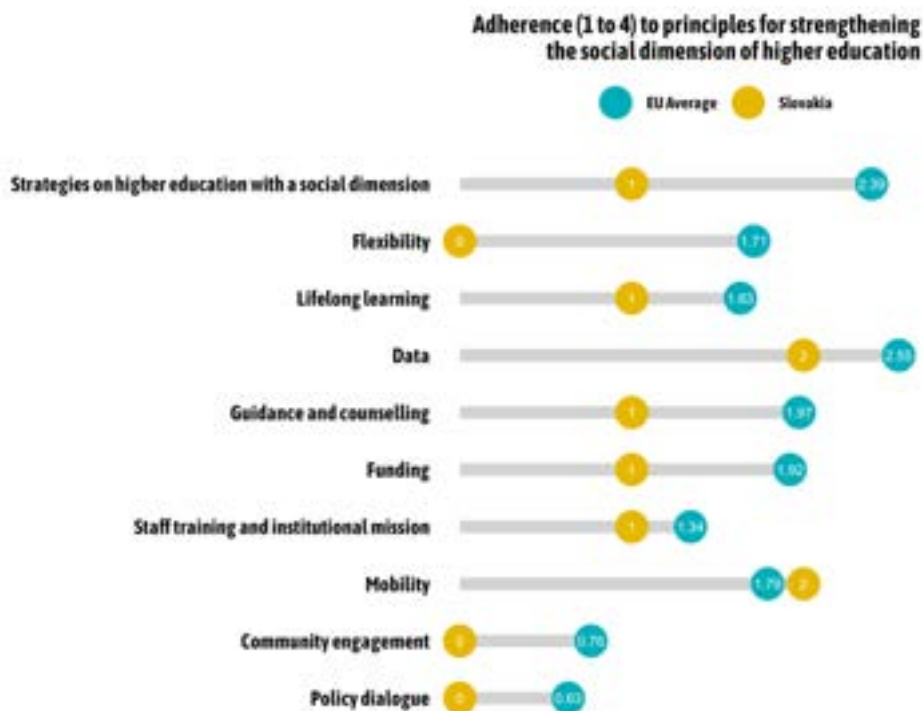 Adherence (1 to 4) to principles for strengthening
the social dimension of higher education
EU Average Slovakia
Strategies on higher education with a social dimension 1 2.39
Flexibility 0 1.71
Lifelong learning 1 1.63
Data 2
Guidance and counselling 1 1.97
Funding 1 1.92
Staff training and institutional mission 1 1.34
Mobility 1.79 2
Community engagement 0 0.76
Policy dialogue 0 0.63